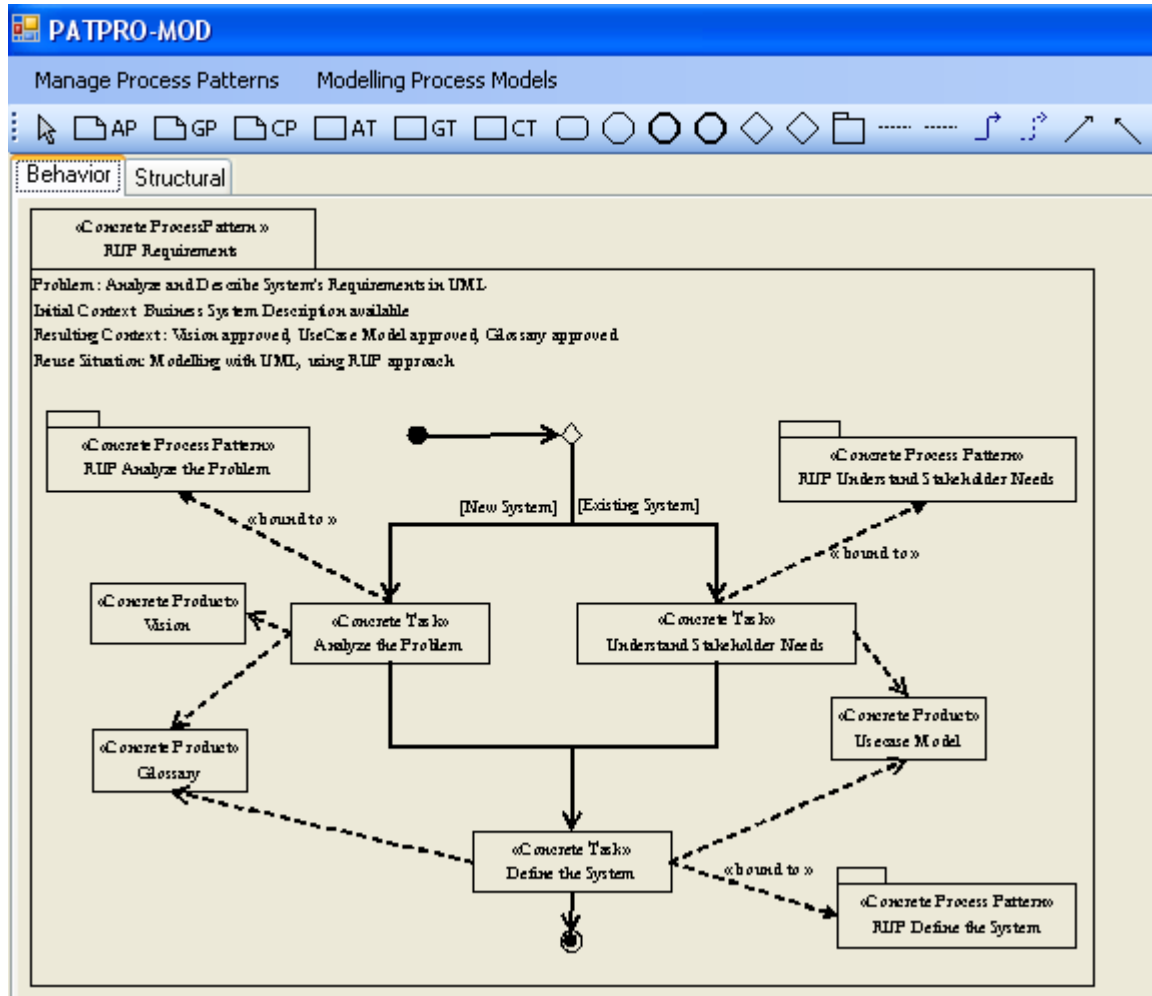 PATPRO-MOD
Manage Process Patterns Modelling Process Models
AP GP CP AT GT CT
Behavior Structural
«Concrete ProcessPattern »
RUP Requirement
Problem : Analyze and Describe System's Requirements in UML
Initial Context Business System Description available
Resulting Context : Vision approved, UseCase Model approved, Glossary approved
Reuse Situation: Modelling with UML, using RUP approach
«Concrete Process Pattern»
RUP Analyze the Problem
«Concrete Process Pattern»
RUP Understand Stakeholder Needs
[New System] [Existing System]
«bound to »
« bound to »
«Concrete Product»
Vision
«Concrete Task»
Analyze the Problem
«Concrete Task»
Understand Stakeholder Needs
«Concrete Product»
Usecase Model
«Concrete Product»
Glossary
«Concrete Task»
Define the System
«bound to »
«Concrete Process Pattern»
RUP Define the System